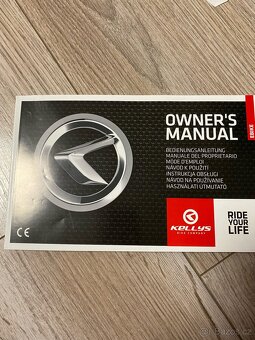 OWNER'S
MANUAL
EBIKE
BEDIENUNGSANLEITUNG
MANUALE DEL PROPRIETARIO
MODE D'EMPLOI
NÁVOD K POUŽITÍ
INSTRUKCJA OBSŁUGI
NÁVOD NA POUŽÍVANIE
HASZNÁLATI ÚTMUTATÓ
KELLYS
BIKE COMPANY
RIDE
YOUR
LIFE
CE